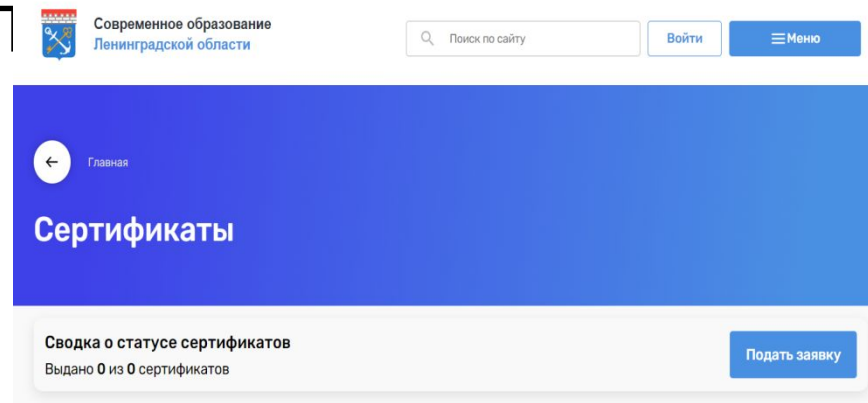 Современное образование
Ленинградской области
Поиск по сайту
Войти
Меню
Главная
Сертификаты
Сводка о статусе сертификатов
Выдано 0 из 0 сертификатов
Подать заявку